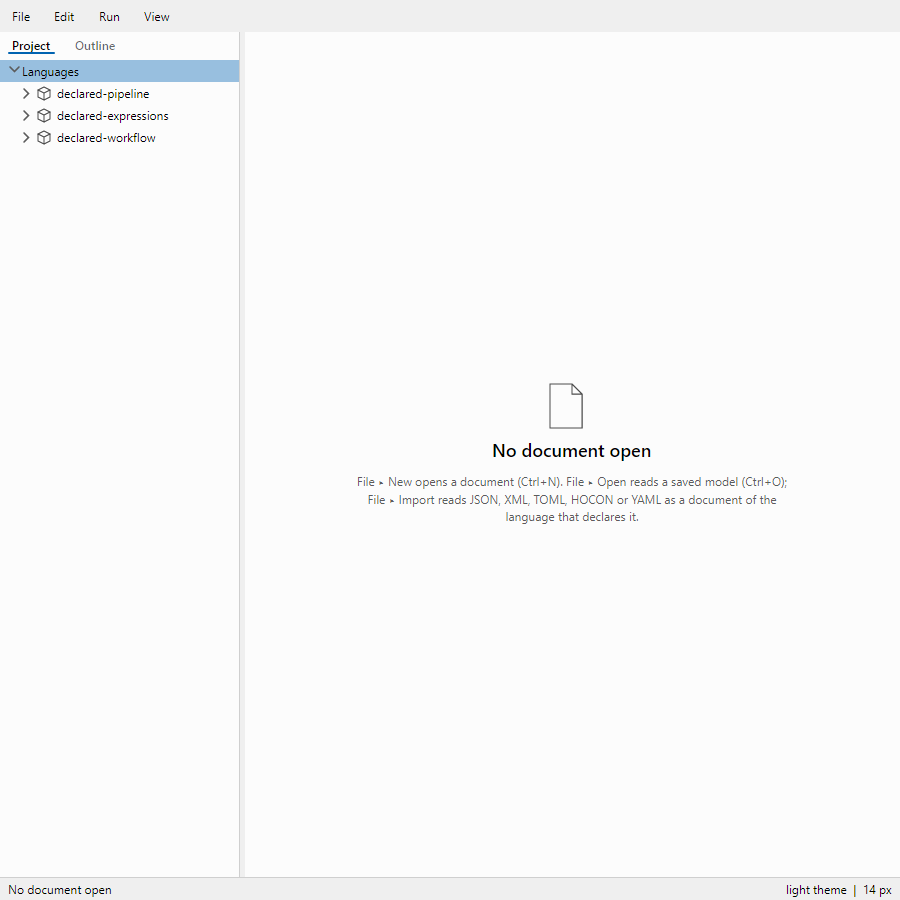 File Edit Run View
Project Outline
Languages
declared-pipeline
declared-expressions
declared-workflow
No document open
File ▸ New opens a document (Ctrl+N). File ▸ Open reads a saved model (Ctrl+O);
File ▸ Import reads JSON, XML, TOML, HOCON or YAML as a document of the
language that declares it.
No document open light theme | 14 px